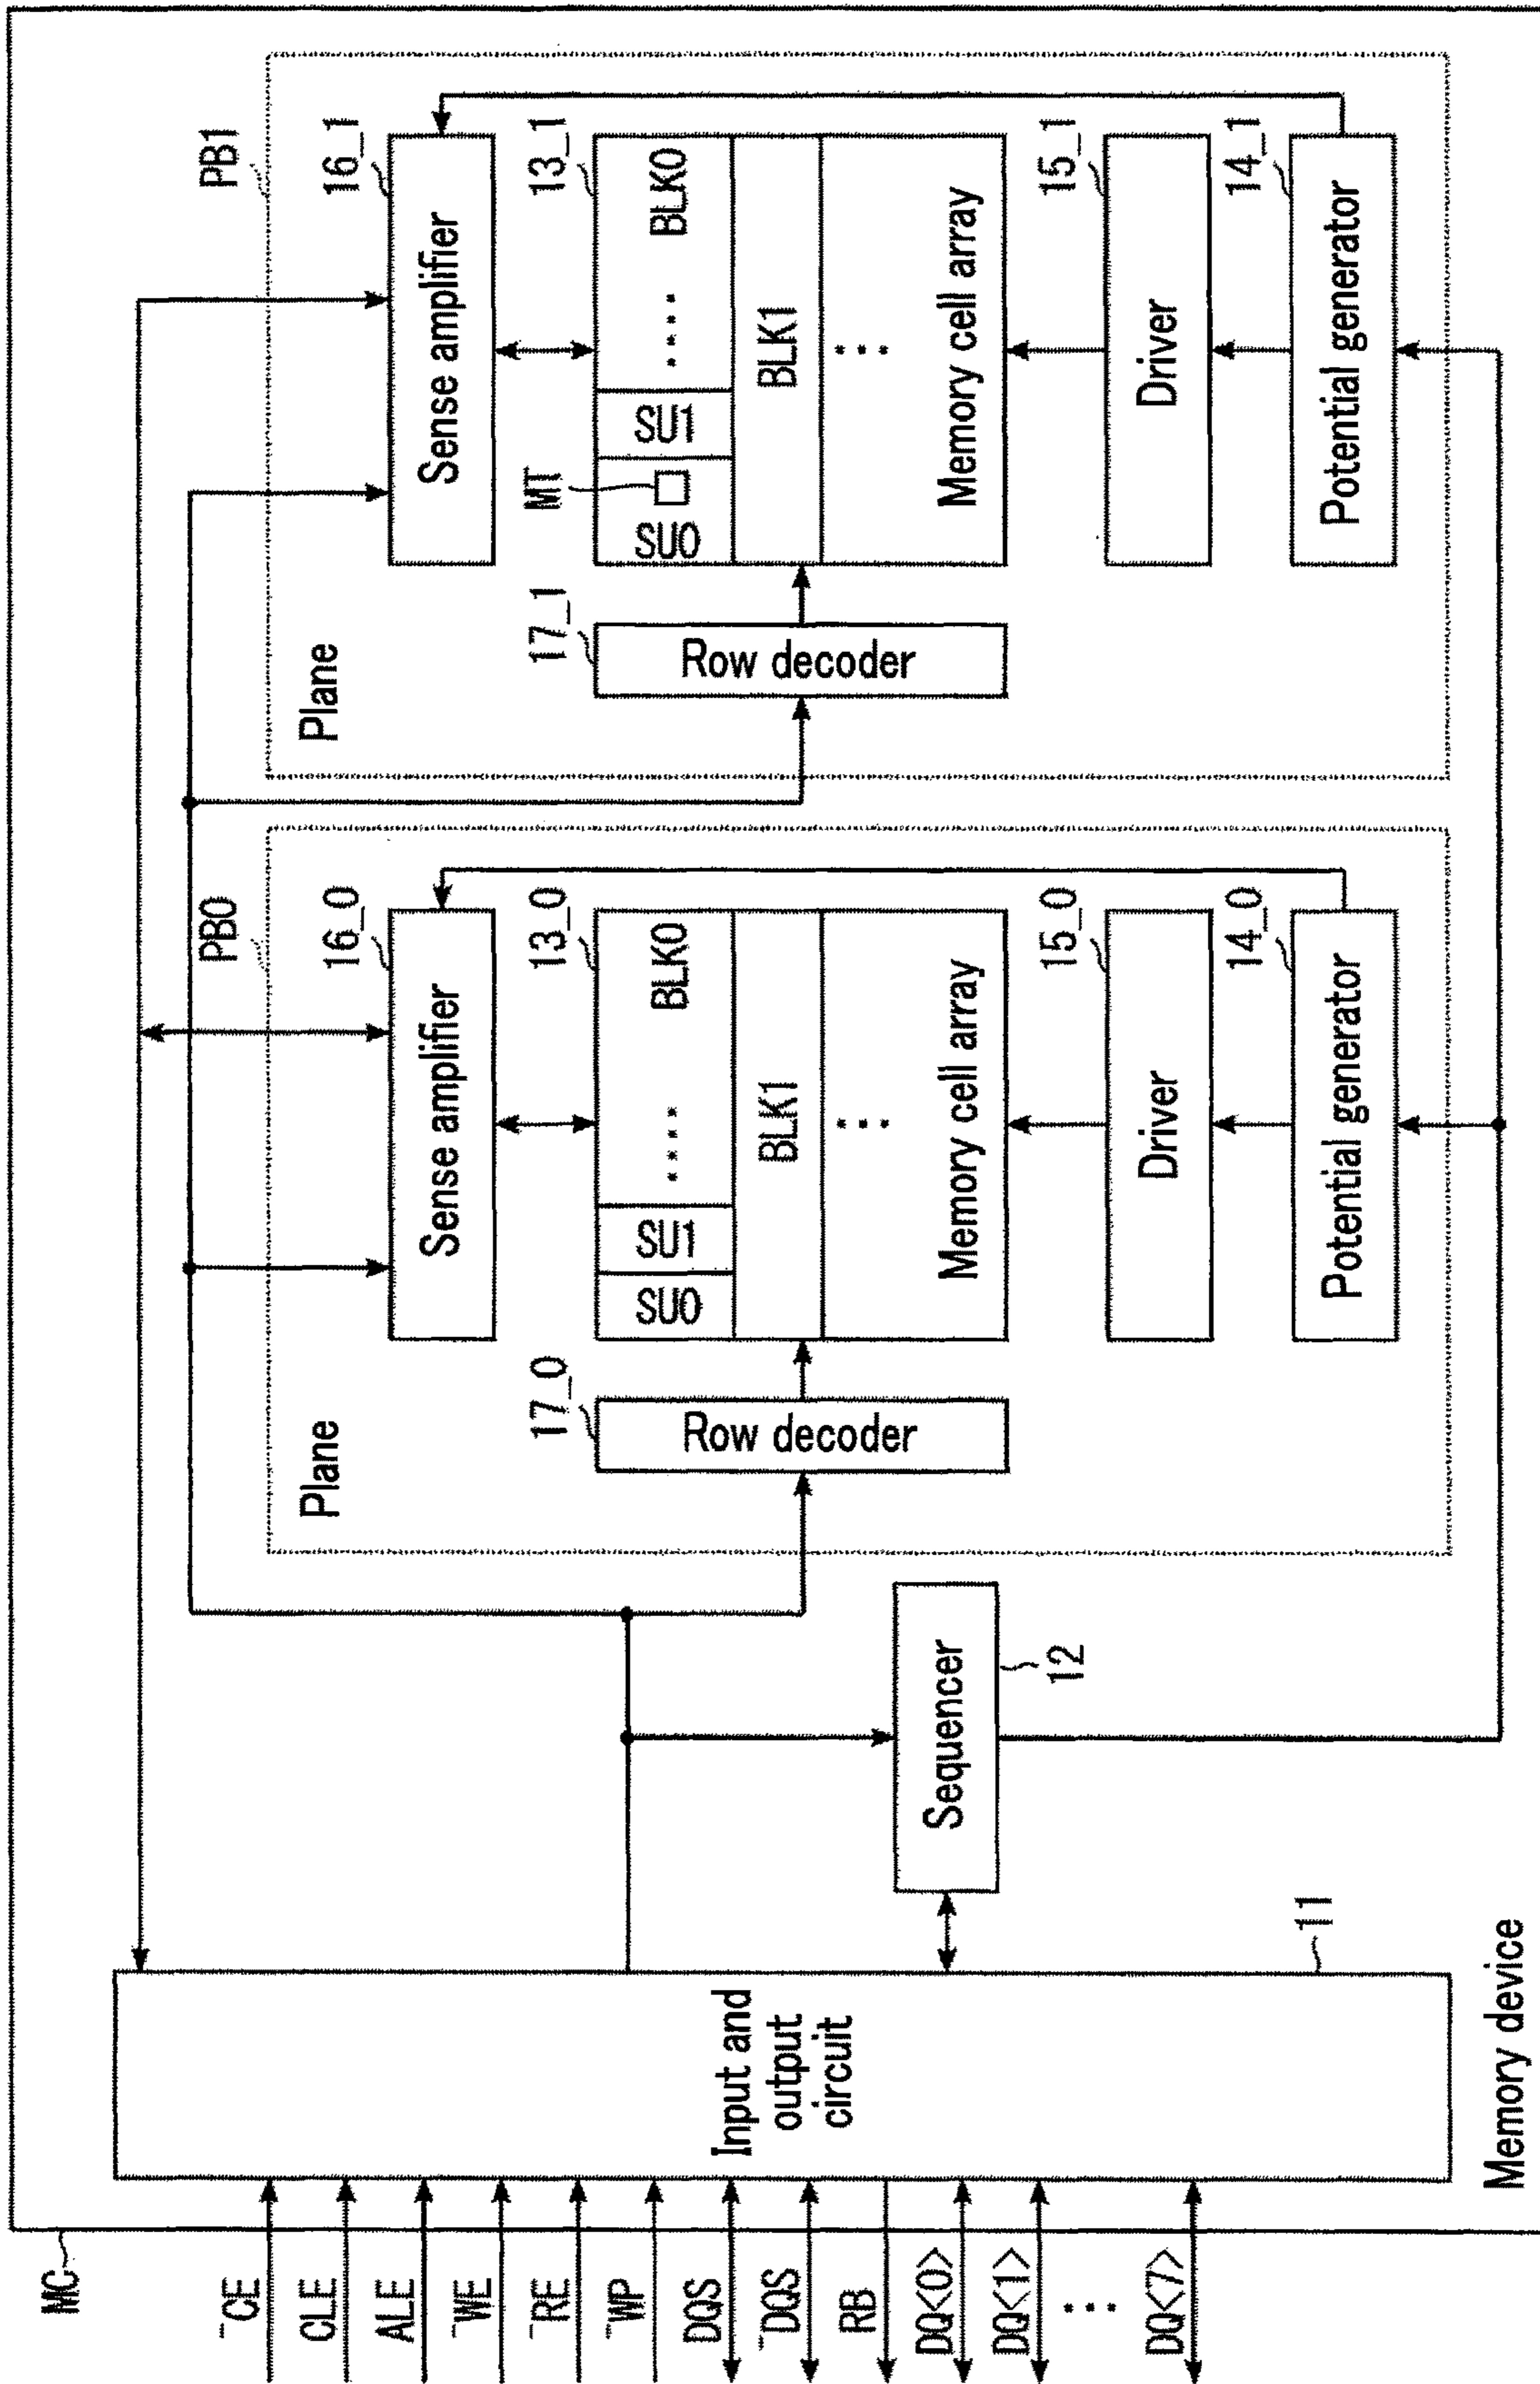 MC
¯CE
CLE
ALE
¯WE
¯RE
¯WP
DQS
¯DQS
RB
DQ<0>
DQ<1>
DQ<7>
Memory device
Input and
output
circuit
11
Sequencer
12
PB0
Plane
Sense amplifier
16_0
17_0
Row decoder
13_0
SU0
SU1
....
BLK0
BLK1
...
Memory cell array
Driver
15_0
Potential generator
14_0
PB1
Plane
Sense amplifier
16_1
17_1
Row decoder
13_1
MT
SU0
SU1
....
BLK0
BLK1
...
Memory cell array
Driver
15_1
Potential generator
14_1